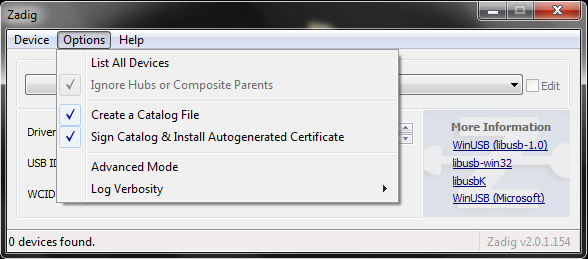 Zadig
Device Options Help
List All Devices
Ignore Hubs or Composite Parents
Edit
Create a Catalog File
Sign Catalog & Install Autogenerated Certificate
Advanced Mode
Log Verbosity
Driver
USB ID
WCID
More Information
WinUSB (libusb-1.0)
libusb-win32
libusbK
WinUSB (Microsoft)
0 devices found.
Zadig v2.0.1.154